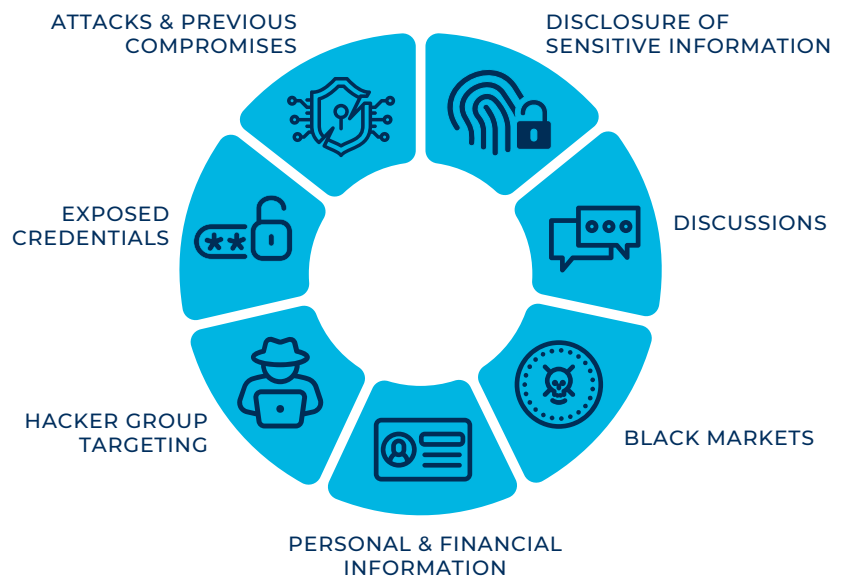 ATTACKS & PREVIOUS
COMPROMISES
DISCLOSURE OF
SENSITIVE INFORMATION
EXPOSED
CREDENTIALS
DISCUSSIONS
HACKER GROUP
TARGETING
BLACK MARKETS
PERSONAL & FINANCIAL
INFORMATION